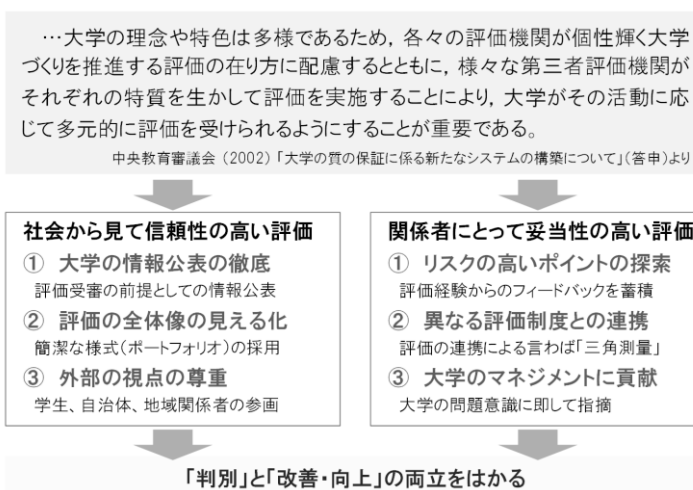 …大学の理念や特色は多様であるため，各々の評価機関が個性輝く大学
づくりを推進する評価の在り方に配慮するとともに，様々な第三者評価機関が
それぞれの特質を生かして評価を実施することにより，大学がその活動に応
じて多元的に評価を受けられるようにすることが重要である。
中央教育審議会（2002）「大学の質の保証に係る新たなシステムの構築について」（答申）より
社会から見て信頼性の高い評価
① 大学の情報公表の徹底
評価受審の前提としての情報公表
② 評価の全体像の見える化
簡潔な様式（ポートフォリオ）の採用
③ 外部の視点の尊重
学生、自治体、地域関係者の参画
関係者にとって妥当性の高い評価
① リスクの高いポイントの探索
評価経験からのフィードバックを蓄積
② 異なる評価制度との連携
評価の連携による言わば「三角測量」
③ 大学のマネジメントに貢献
大学の問題意識に即して指摘
「判別」と「改善・向上」の両立をはかる